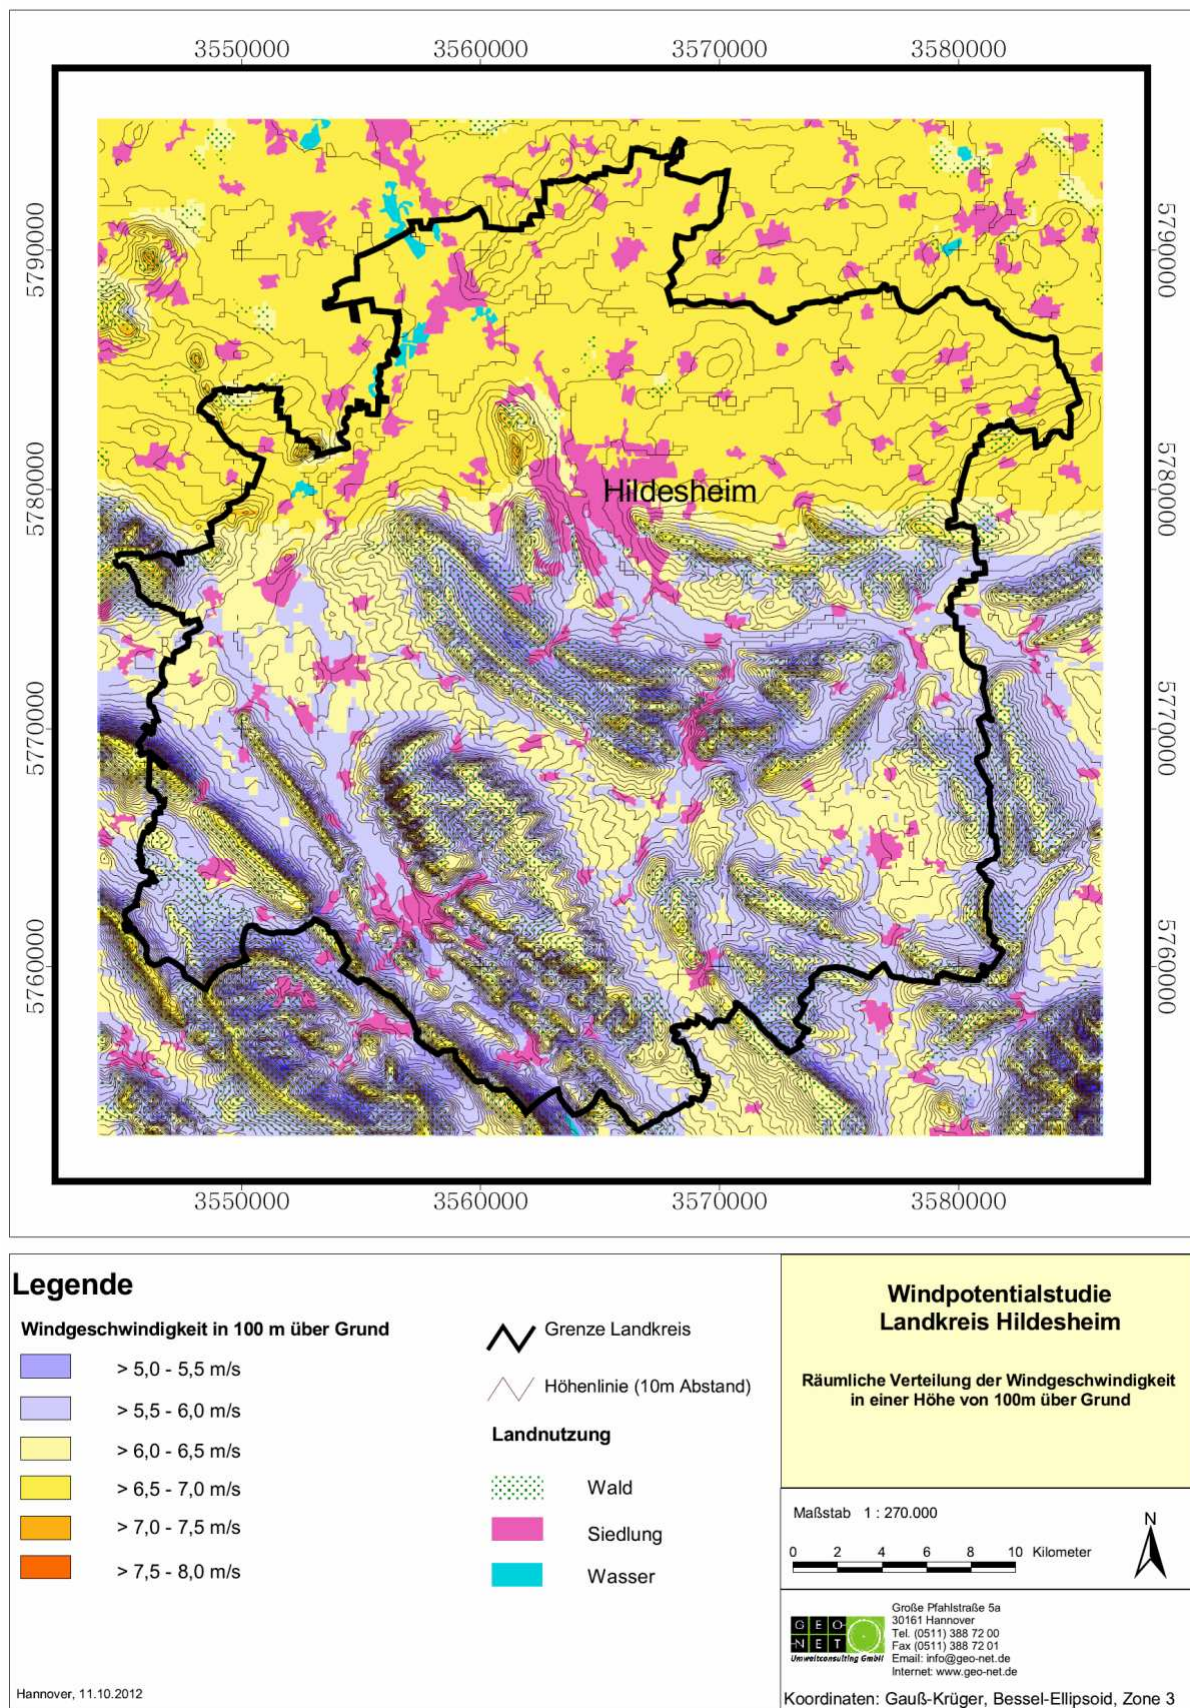 3550000 3560000 3570000 3580000
5790000
5780000
5770000
5760000
5790000
5780000
5770000
5760000
Hildesheim
3550000 3560000 3570000 3580000
Legende
Windgeschwindigkeit in 100 m über Grund
> 5,0 - 5,5 m/s
> 5,5 - 6,0 m/s
> 6,0 - 6,5 m/s
> 6,5 - 7,0 m/s
> 7,0 - 7,5 m/s
> 7,5 - 8,0 m/s
Grenze Landkreis
Höhenlinie (10m Abstand)
Landnutzung
Wald
Siedlung
Wasser
Hannover, 11.10.2012
Windpotentialstudie
Landkreis Hildesheim
Räumliche Verteilung der Windgeschwindigkeit
in einer Höhe von 100m über Grund
Maßstab 1 : 270.000
N
0 2 4 6 8 10 Kilometer
GEO-
NET
Umweltconsulting GmbH
Große Pfahlstraße 5a
30161 Hannover
Tel. (0511) 388 72 00
Fax (0511) 388 72 01
Email: info@geo-net.de
Internet: www.geo-net.de
Koordinaten: Gauß-Krüger, Bessel-Ellipsoid, Zone 3